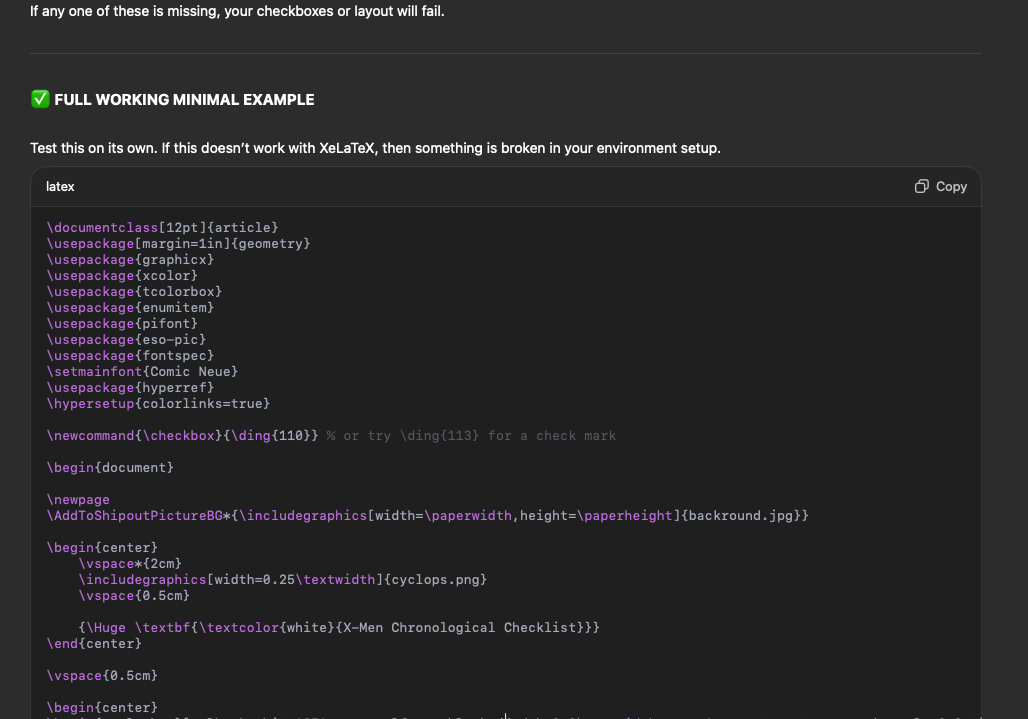 If any one of these is missing, your checkboxes or layout will fail.
✅ FULL WORKING MINIMAL EXAMPLE
Test this on its own. If this doesn’t work with XeLaTeX, then something is broken in your environment setup.
latex
Copy
\documentclass[12pt]{article}
\usepackage[margin=1in]{geometry}
\usepackage{graphicx}
\usepackage{xcolor}
\usepackage{tcolorbox}
\usepackage{enumitem}
\usepackage{pifont}
\usepackage{eso-pic}
\usepackage{fontspec}
\setmainfont{Comic Neue}
\usepackage{hyperref}
\hypersetup{colorlinks=true}
\newcommand{\checkbox}{\ding{110}} % or try \ding{113} for a check mark
\begin{document}
\newpage
\AddToShipoutPictureBG*{\includegraphics[width=\paperwidth,height=\paperheight]{backround.jpg}}
\begin{center}
    \vspace*{2cm}
    \includegraphics[width=0.25\textwidth]{cyclops.png}
    \vspace{0.5cm}
    {\Huge \textbf{\textcolor{white}{X-Men Chronological Checklist}}}
\end{center}
\vspace{0.5cm}
\begin{center}